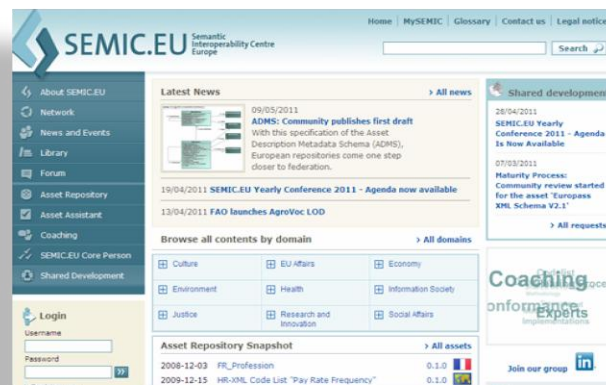 Home | MySEMIC | Glossary | Contact us | Legal notice
SEMIC.EU
Semantic
Interoperability Centre
Europe
Search
About SEMIC.EU
Network
News and Events
Library
Forum
Asset Repository
Asset Assistant
Coaching
SEMIC.EU Core Person
Shared Development
Login
Username
Password
Latest News
> All news
09/05/2011
ADMS: Community publishes first draft
With this specification of the Asset
Description Metadata Schema (ADMS),
European repositories come one step
closer to federation.
19/04/2011 SEMIC.EU Yearly Conference 2011 - Agenda now available
13/04/2011 FAO launches AgroVoc LOD
Browse all contents by domain
> All domains
Culture
EU Affairs
Economy
Environment
Health
Information Society
Justice
Research and
Innovation
Social Affairs
Asset Repository Snapshot
> All assets
2008-12-03 FR_Profession 0.1.0
2009-12-15 HR-XML Code List "Pay Rate Frequency" 0.1.0
Shared developmen
28/04/2011
SEMIC.EU Yearly
Conference 2011 - Agenda
Is Now Available
07/03/2011
Maturity Process:
Community review started
for the asset 'Europass
XML Schema V2.1'
> All requests
Coaching
onformance
Experts
Implementations
Join our group in